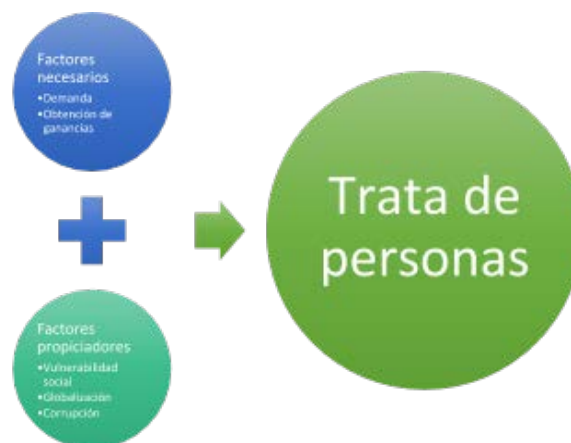 Factores
necesarios
•Demanda
•Obtención de
ganancias
Factores
propiciadores
•Vulnerabilidad
social
•Globalización
•Corrupción
Trata de
personas